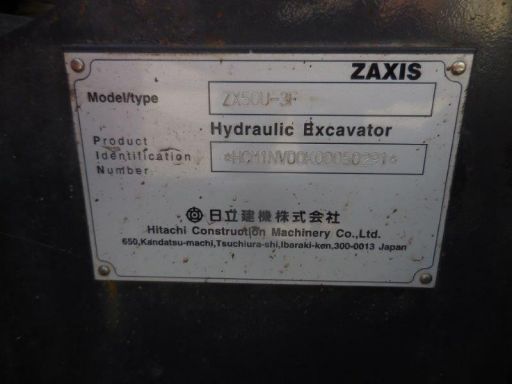 ZAXIS
Model/type ZX50U-3F
Hydraulic Excavator
Product Identification Number *HCM1NV00K00050291*
日立建機株式会社
Hitachi Construction Machinery Co.,Ltd.
650,Kandatsu-machi,Tsuchiura-shi,Ibaraki-ken,300-0013 Japan